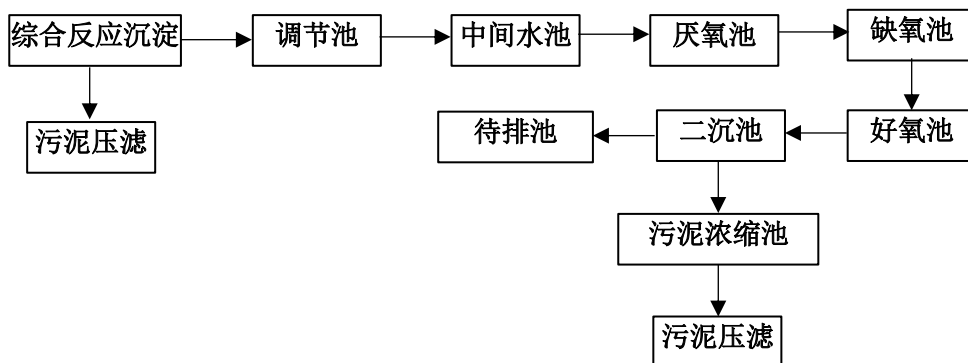 综合反应沉淀
调节池
中间水池
厌氧池
缺氧池
污泥压滤
待排池
二沉池
好氧池
污泥浓缩池
污泥压滤